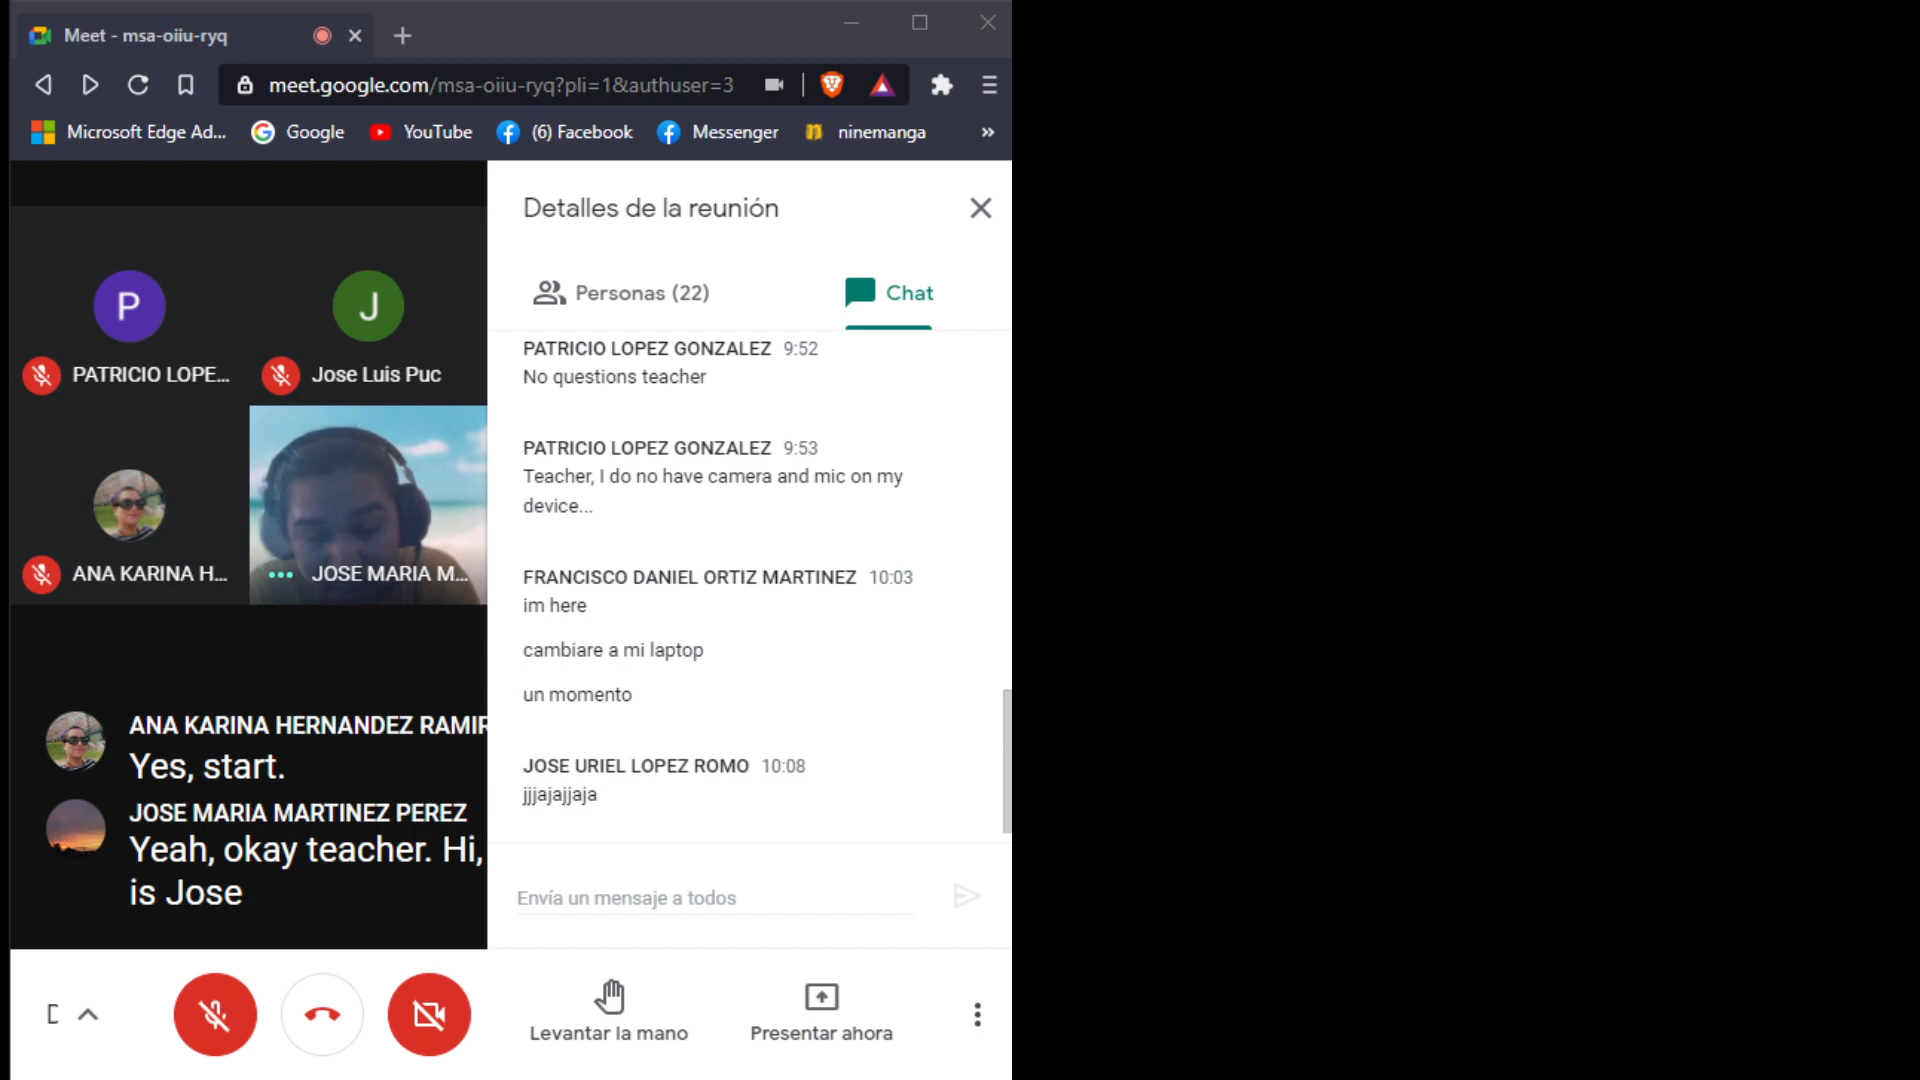 Meet - msa-oiiu-ryq
meet.google.com/msa-oiiu-ryq?pli=1&authuser=3
Microsoft Edge Ad...
Google
YouTube
(6) Facebook
Messenger
ninemanga
»
Detalles de la reunión
Personas (22)
Chat
P
J
PATRICIO LOPE...
Jose Luis Puc
ANA KARINA H...
JOSE MARIA M...
ANA KARINA HERNANDEZ RAMIR
Yes, start.
JOSE MARIA MARTINEZ PEREZ
Yeah, okay teacher. Hi,
is Jose
PATRICIO LOPEZ GONZALEZ 9:52
No questions teacher
PATRICIO LOPEZ GONZALEZ 9:53
Teacher, I do no have camera and mic on my
device...
FRANCISCO DANIEL ORTIZ MARTINEZ 10:03
im here
cambiare a mi laptop
un momento
JOSE URIEL LOPEZ ROMO 10:08
jjjajajjaja
Envía un mensaje a todos
Levantar la mano
Presentar ahora